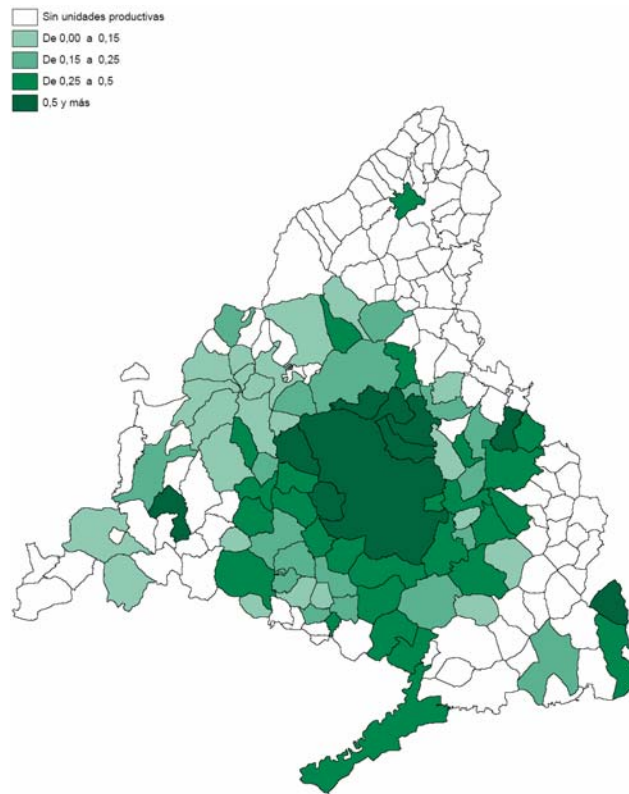 Sin unidades productivas
De 0,00 a 0,15
De 0,15 a 0,25
De 0,25 a 0,5
0,5 y más